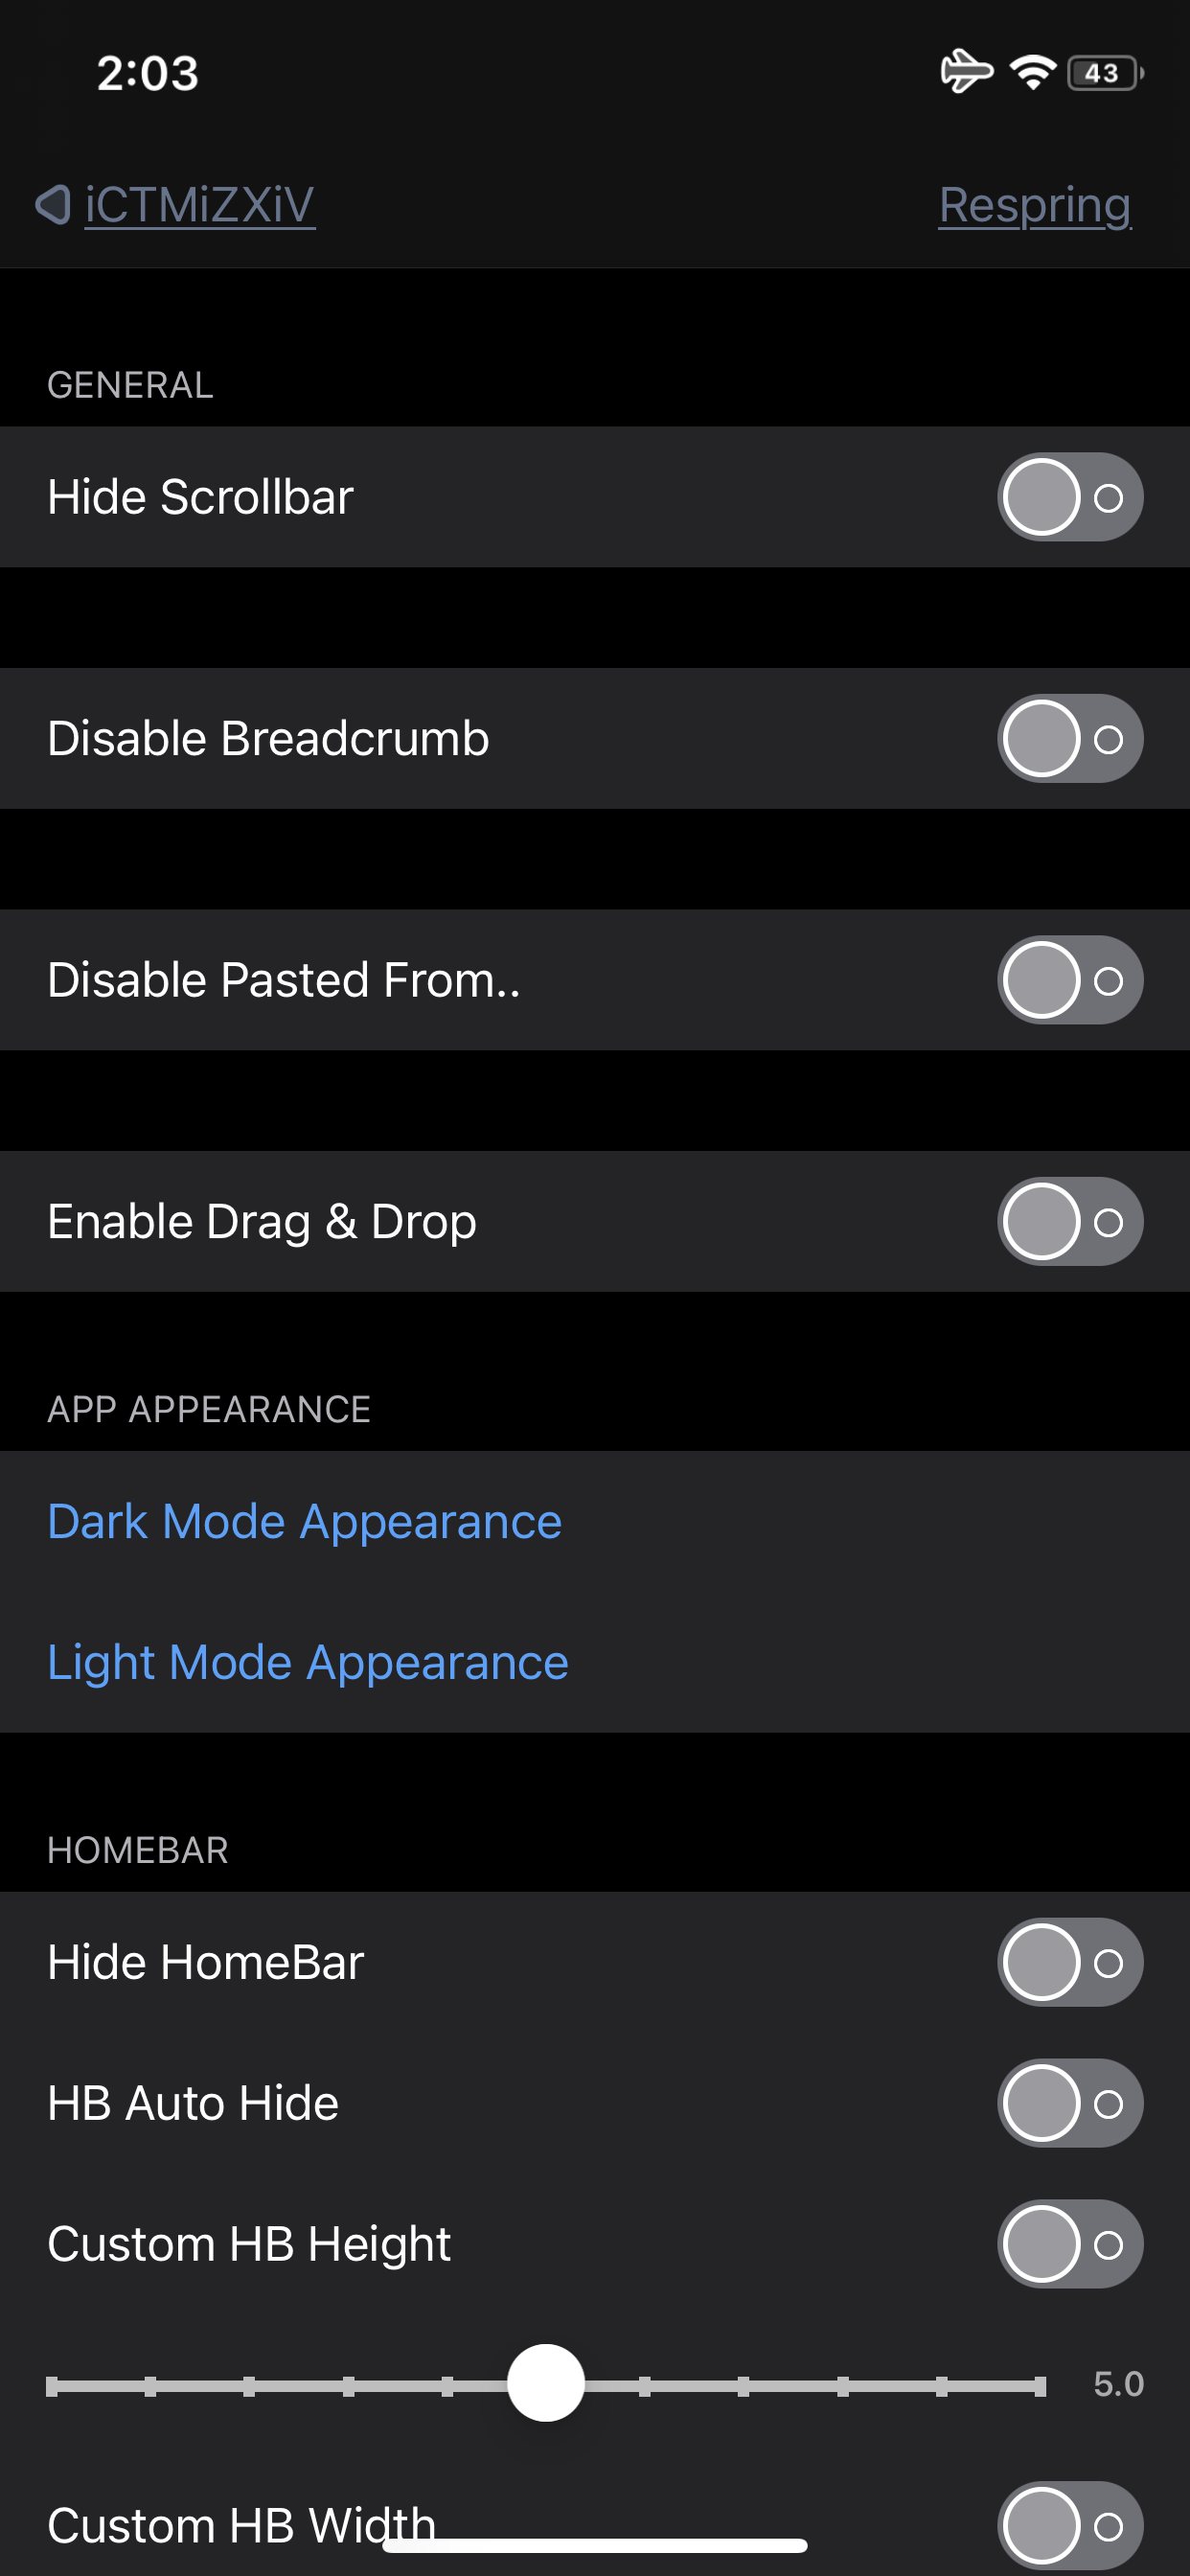 2:03
43
iCTMiZXiV
Respring
GENERAL
Hide Scrollbar
Disable Breadcrumb
Disable Pasted From..
Enable Drag & Drop
APP APPEARANCE
Dark Mode Appearance
Light Mode Appearance
HOMEBAR
Hide HomeBar
HB Auto Hide
Custom HB Height
5.0
Custom HB Width